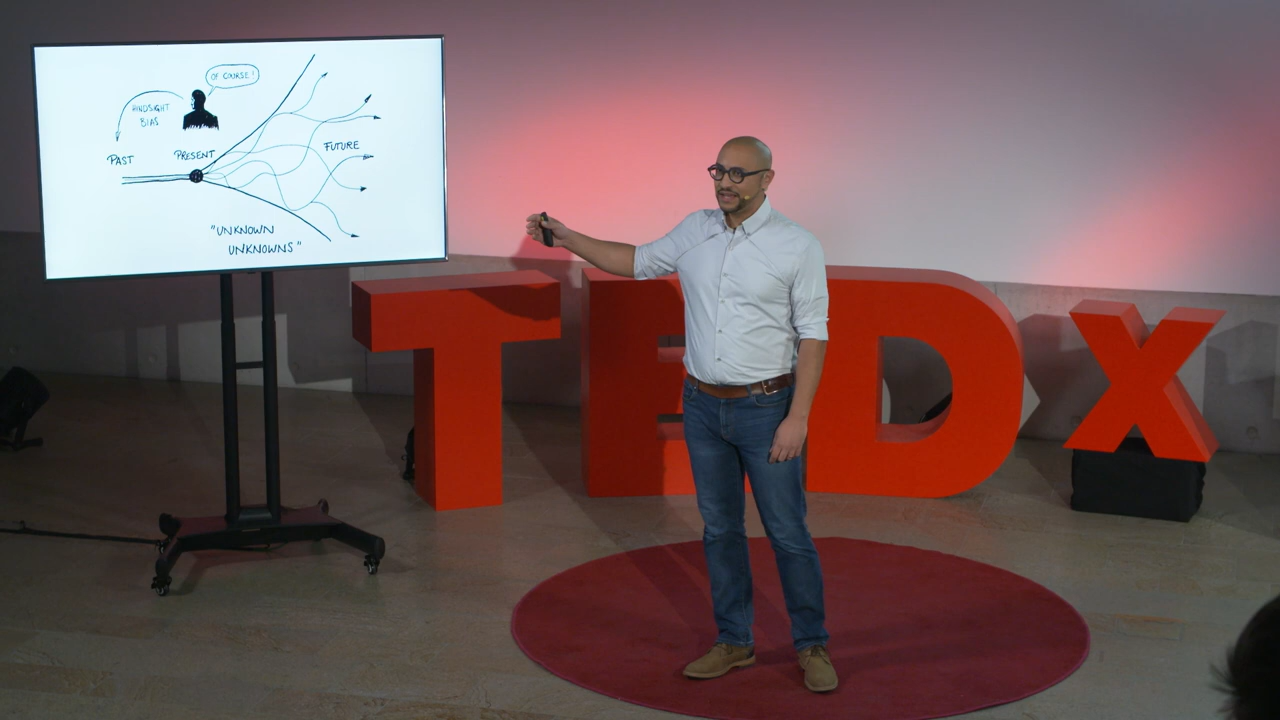 OF COURSE!
HINDSIGHT
BIAS
PAST
PRESENT
FUTURE
"UNKNOWN
UNKNOWNS"
TEDX